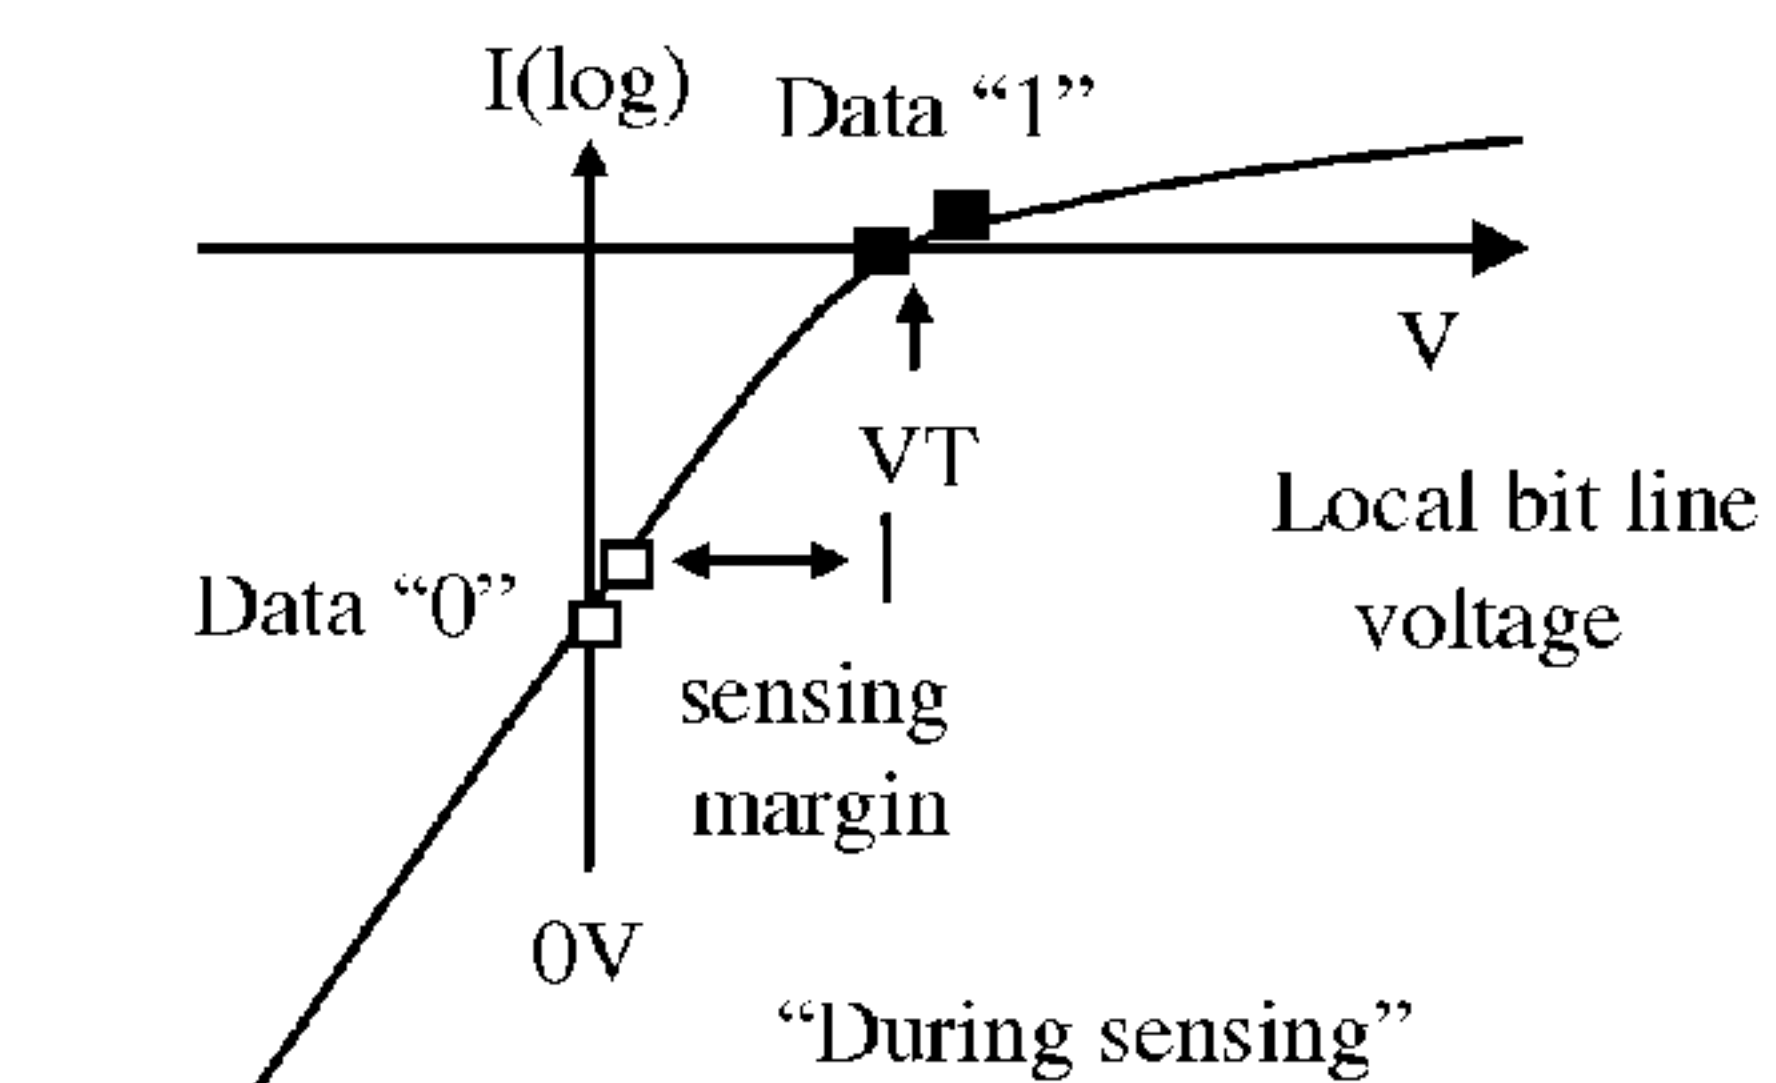 I(log)
Data “1”
V
VT
Local bit line
voltage
Data “0”
sensing
margin
0V
“During sensing”